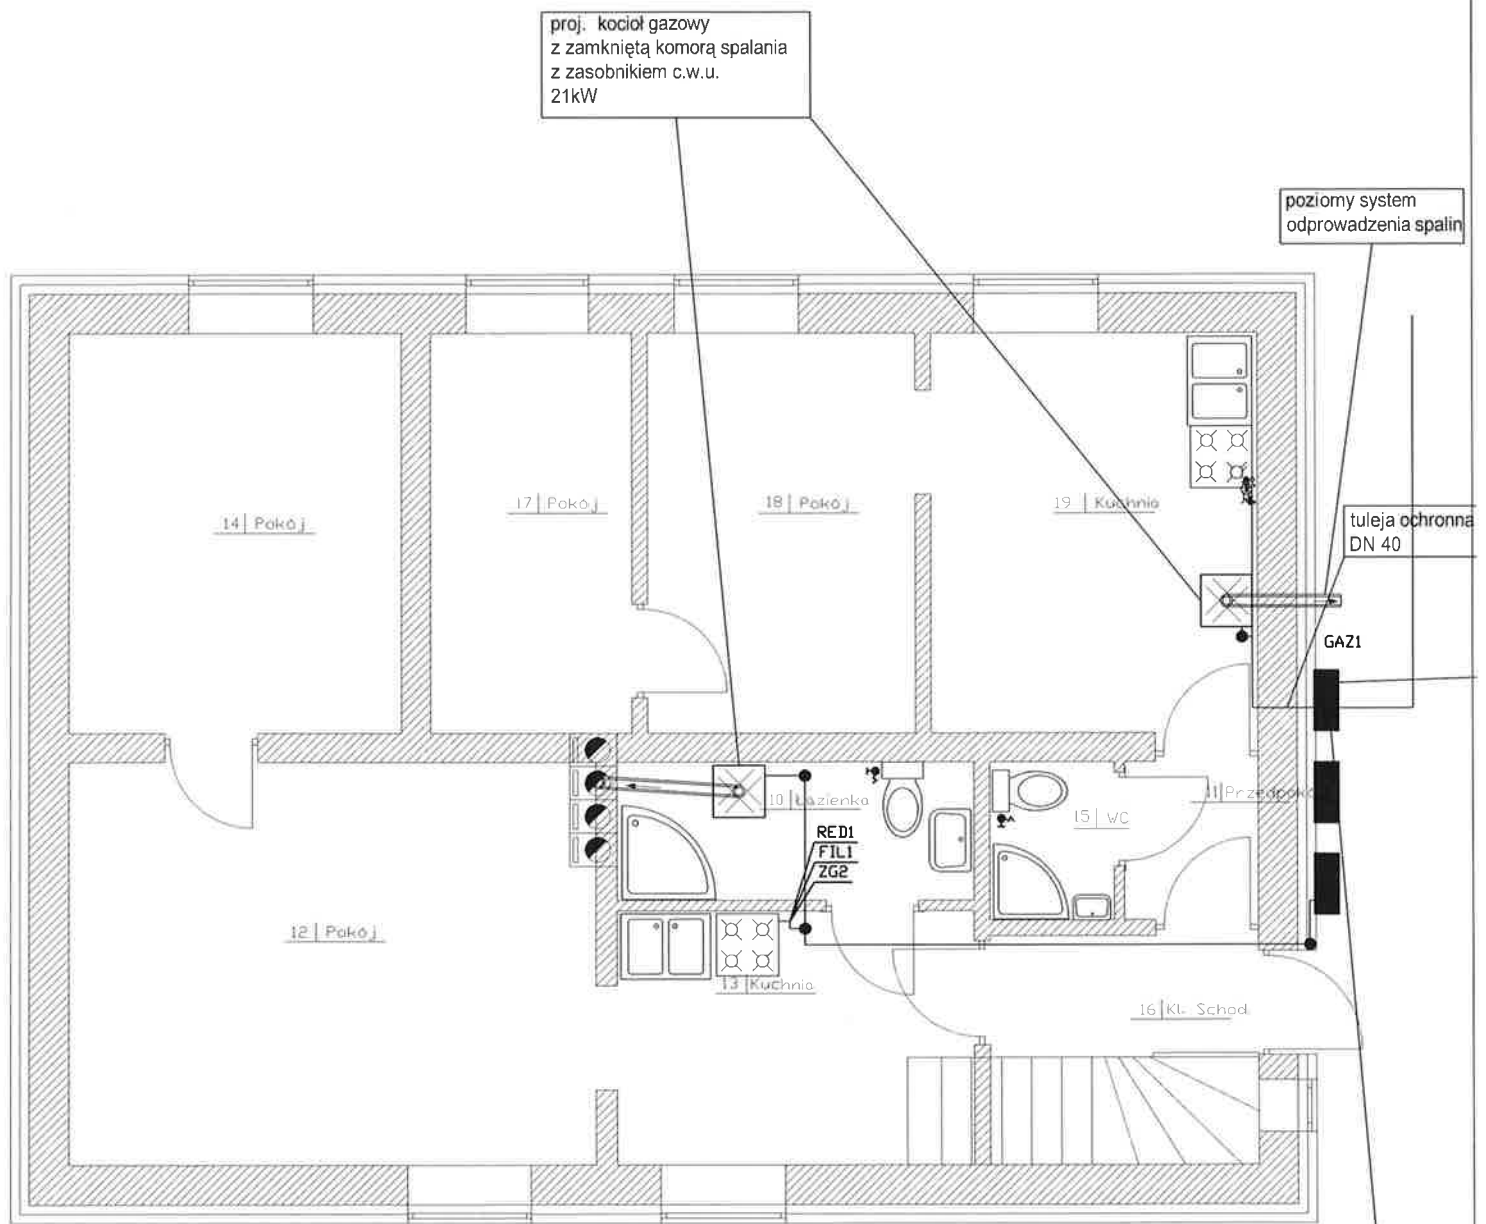 proj. kocioł gazowy
z zamkniętą komorą spalania
z zasobnikiem c.w.u.
21kW
poziomy system
odprowadzenia spalin
14 Pokój
17 Pokój
18 Pokój
19 Kuchnia
tuleja ochronna
DN 40
GAZ1
10 Łazienka
11 Przedpokój
15 WC
RED1
FIL1
ZG2
12 Pokój
13 Kuchnia
16 Kl. Schod.